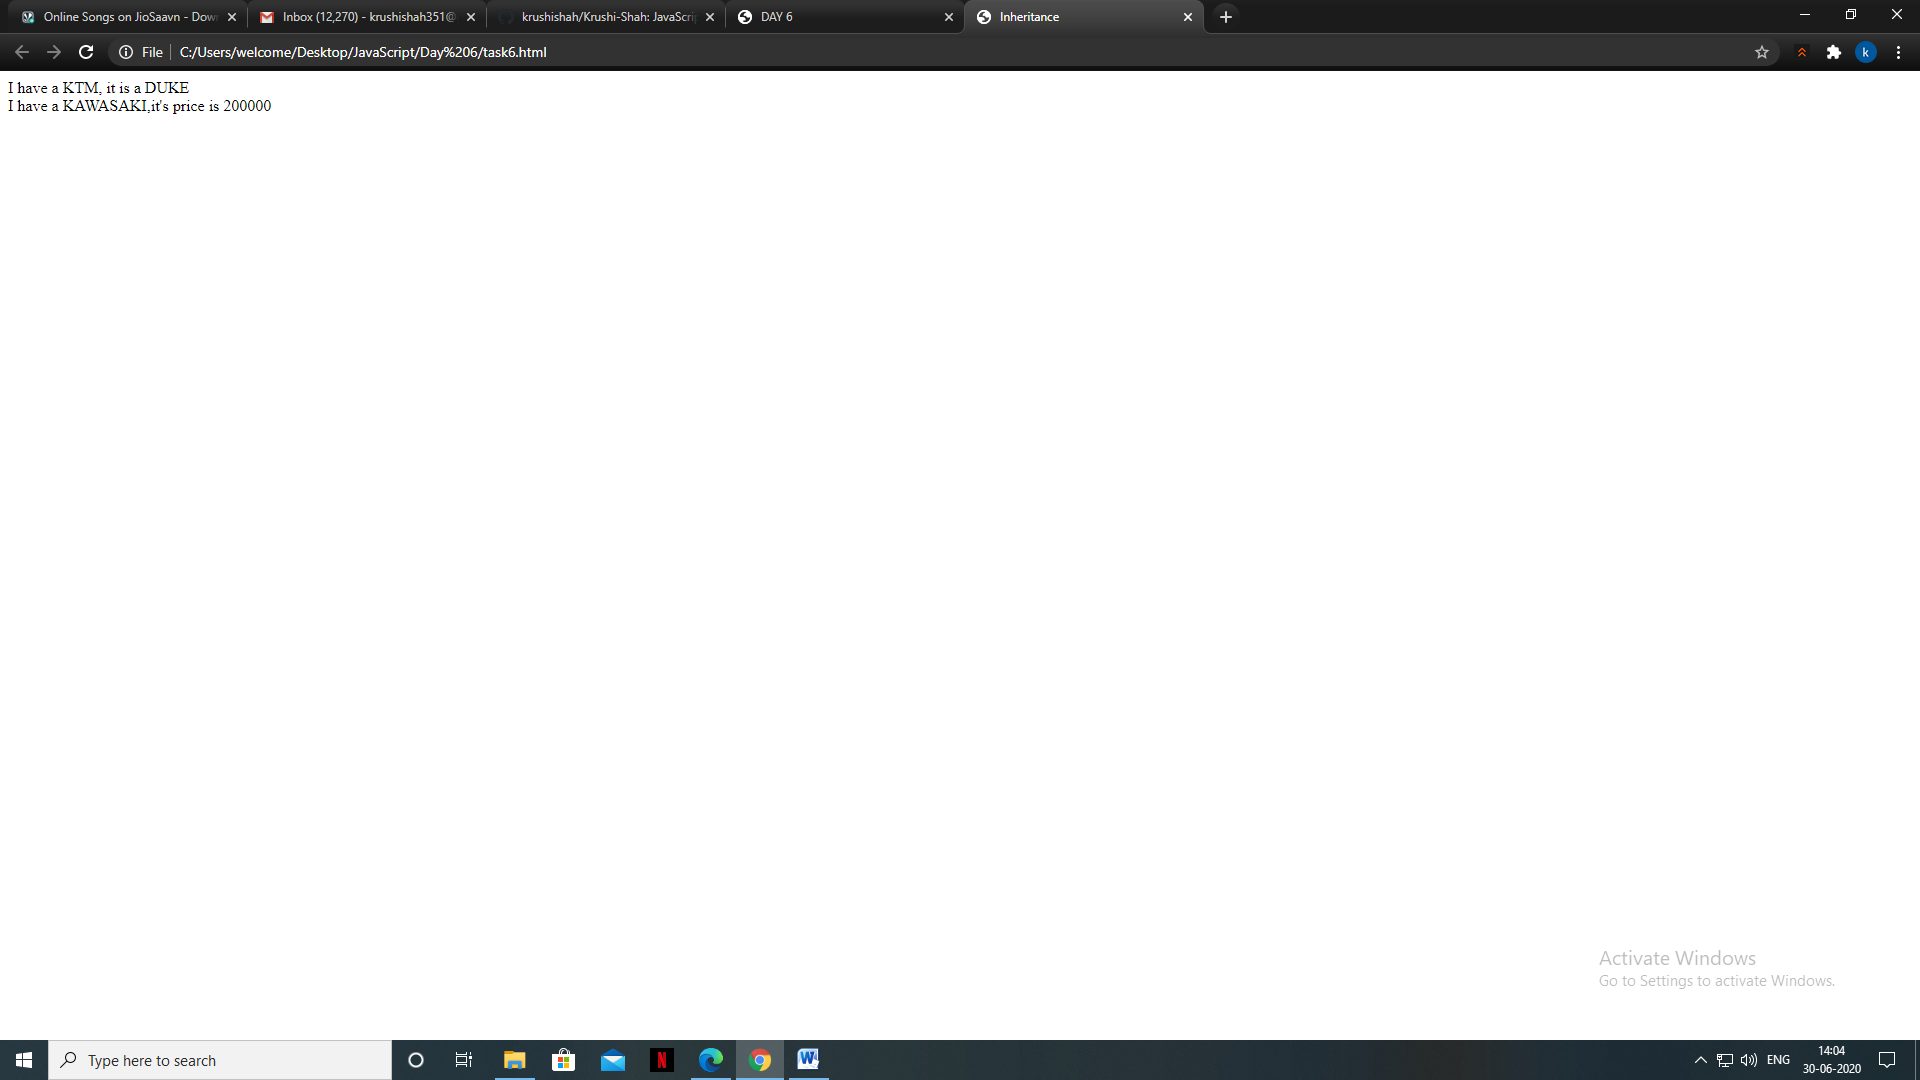 Online Songs on JioSaavn - Dow
Inbox (12,270) - krushishah351@
krushishah/Krushi-Shah: JavaScri
DAY 6
Inheritance
File
C:/Users/welcome/Desktop/JavaScript/Day%206/task6.html
k
I have a KTM, it is a DUKE
I have a KAWASAKI,it's price is 200000
Activate Windows
Go to Settings to activate Windows.
Type here to search
N
W
ENG
14:04
30-06-2020